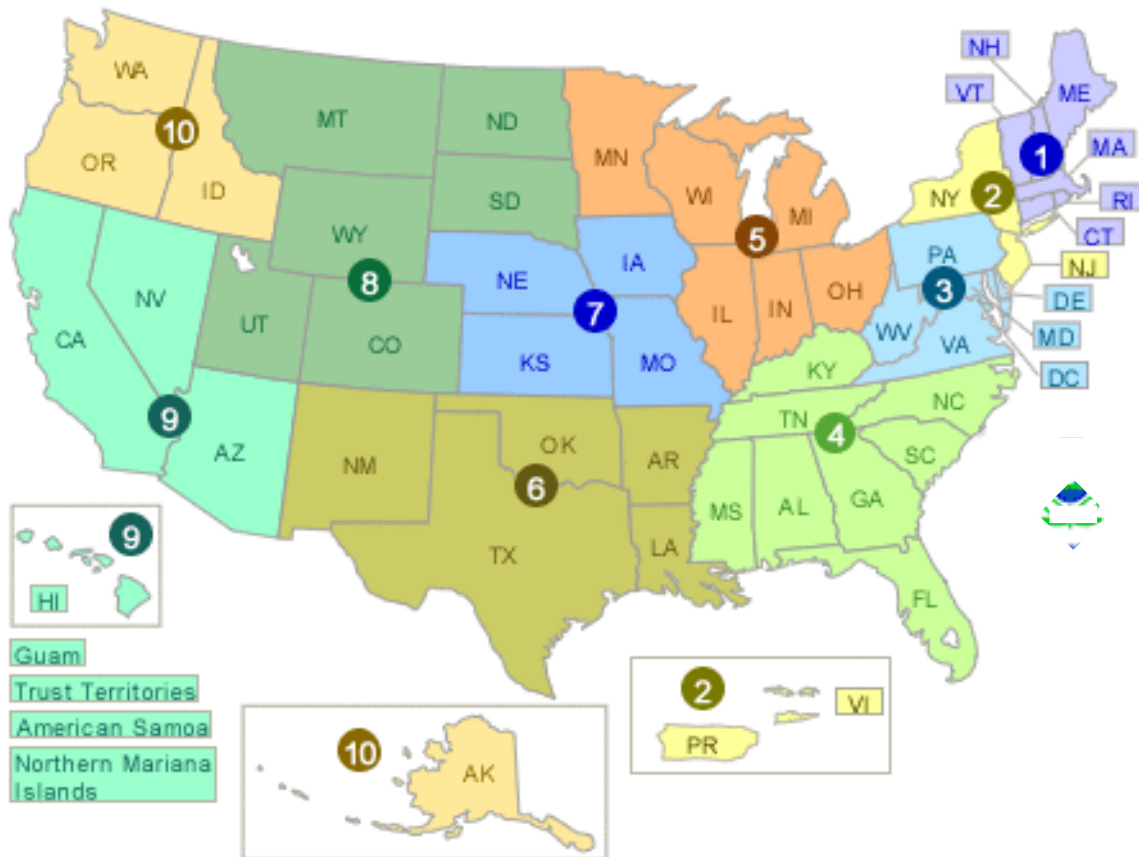 NH
WA
ME
VT
MT
ND
10
MN
MA
1
OR
ID
WI
NY
2
RI
SD
MI
CT
WY
5
PA
IA
NJ
NE
8
3
DE
NV
OH
7
IL
IN
UT
WV
MD
CA
CO
VA
KS
MO
KY
DC
NC
9
TN
4
AZ
OK
SC
NM
AR
6
GA
MS
AL
9
TX
LA
HI
FL
Guam
Trust Territories
2
VI
American Samoa
PR
10
Northern Mariana
Islands
AK